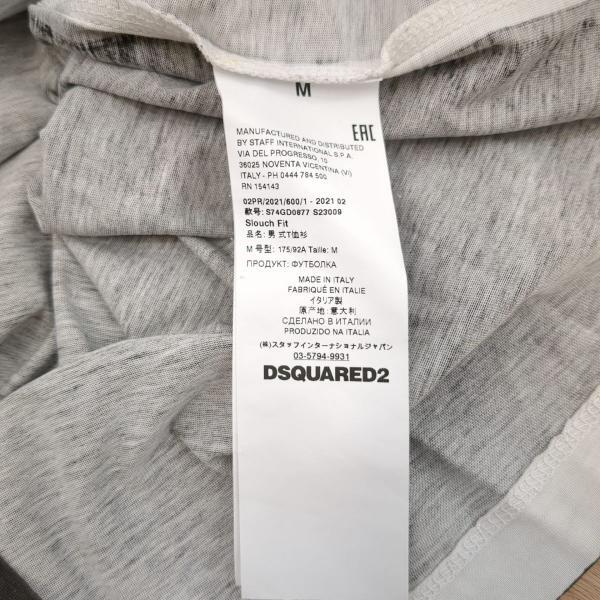 M
EAC
MANUFACTURED AND DISTRIBUTED
BY STAFF INTERNATIONAL S.P.A.
VIA DEL PROGRESSO, 10
36025 NOVENTA VICENTINA (VI)
ITALY - PH 0444 784 500
RN 154143
02PR/2021/600/1 - 2021 02
款号: S74GD0877 S23009
Slouch Fit
品名: 男式T恤衫
M 号型: 175/92A Taille: M
ПРОДУКТ: ФУТБОЛКА
MADE IN ITALY
FABRIQUÉ EN ITALIE
イタリア製
原产地: 意大利
СДЕЛАНО В ИТАЛИИ
PRODUZIDO NA ITALIA
(株)スタッフインターナショナルジャパン
03-5794-9931
DSQUARED2